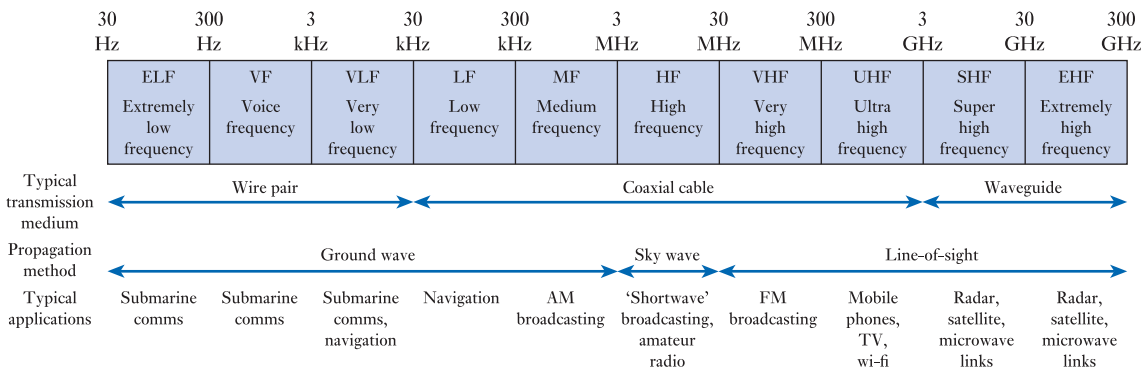 30 300 3 30 300 3 30 300 3 30 300
Hz Hz kHz kHz kHz MHz MHz MHz GHz GHz GHz
ELF VF VLF LF MF HF VHF UHF SHF EHF
Extremely Voice Very Low Medium High Very Ultra Super Extremely
low frequency low frequency frequency frequency high high high high
frequency frequency frequency frequency frequency frequency
Typical
transmission
medium
Wire pair Coaxial cable Waveguide
Propagation
method
Ground wave Sky wave Line-of-sight
Typical Submarine Submarine Submarine Navigation AM 'Shortwave' FM Mobile Radar, Radar,
applications comms comms comms, broadcasting broadcasting, broadcasting phones, satellite, satellite,
navigation amateur TV, microwave microwave
radio wi-fi links links